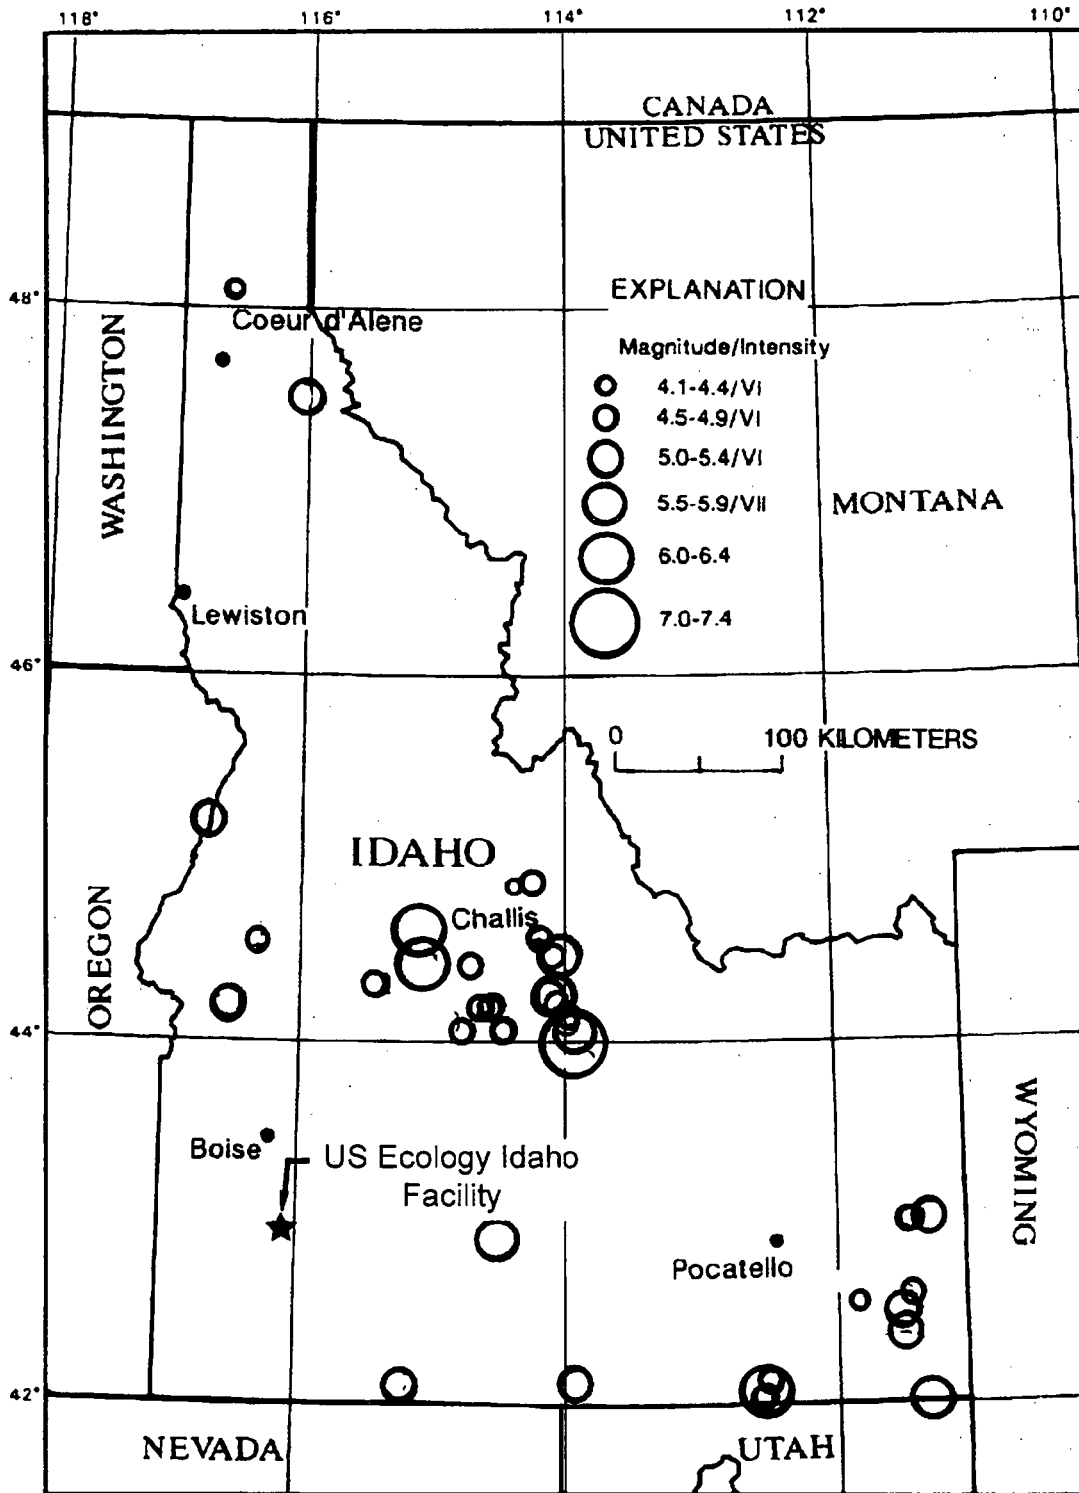 118° 116° 114° 112° 110°
CANADA
UNITED STATES
48°
EXPLANATION
Coeur d'Alene
Magnitude/Intensity
4.1-4.4/VI
4.5-4.9/VI
5.0-5.4/VI
5.5-5.9/VII
6.0-6.4
7.0-7.4
WASHINGTON
MONTANA
Lewiston
46°
0 100 KILOMETERS
IDAHO
Challis
OREGON
44°
WYOMING
Boise
US Ecology Idaho
Facility
Pocatello
42°
NEVADA
UTAH